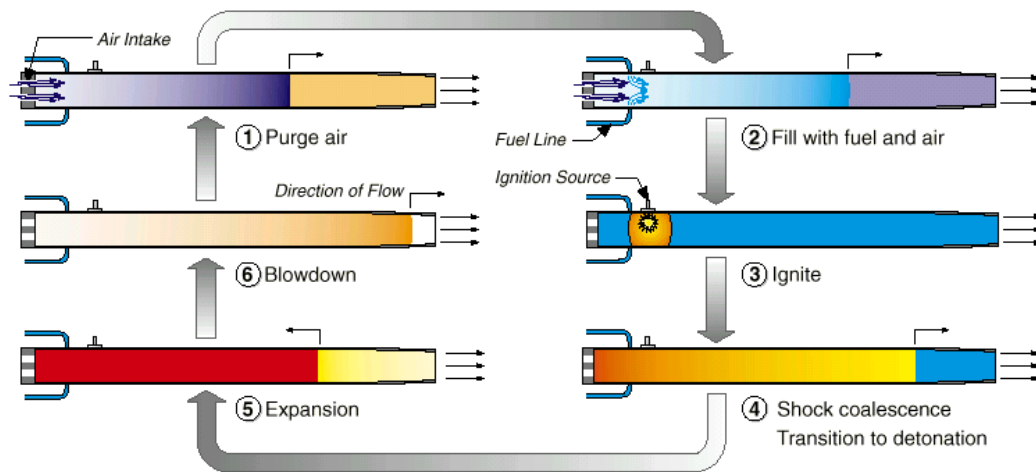 Air Intake
① Purge air
Fuel Line
② Fill with fuel and air
Direction of Flow
Ignition Source
⑥ Blowdown
③ Ignite
⑤ Expansion
④ Shock coalescence
Transition to detonation